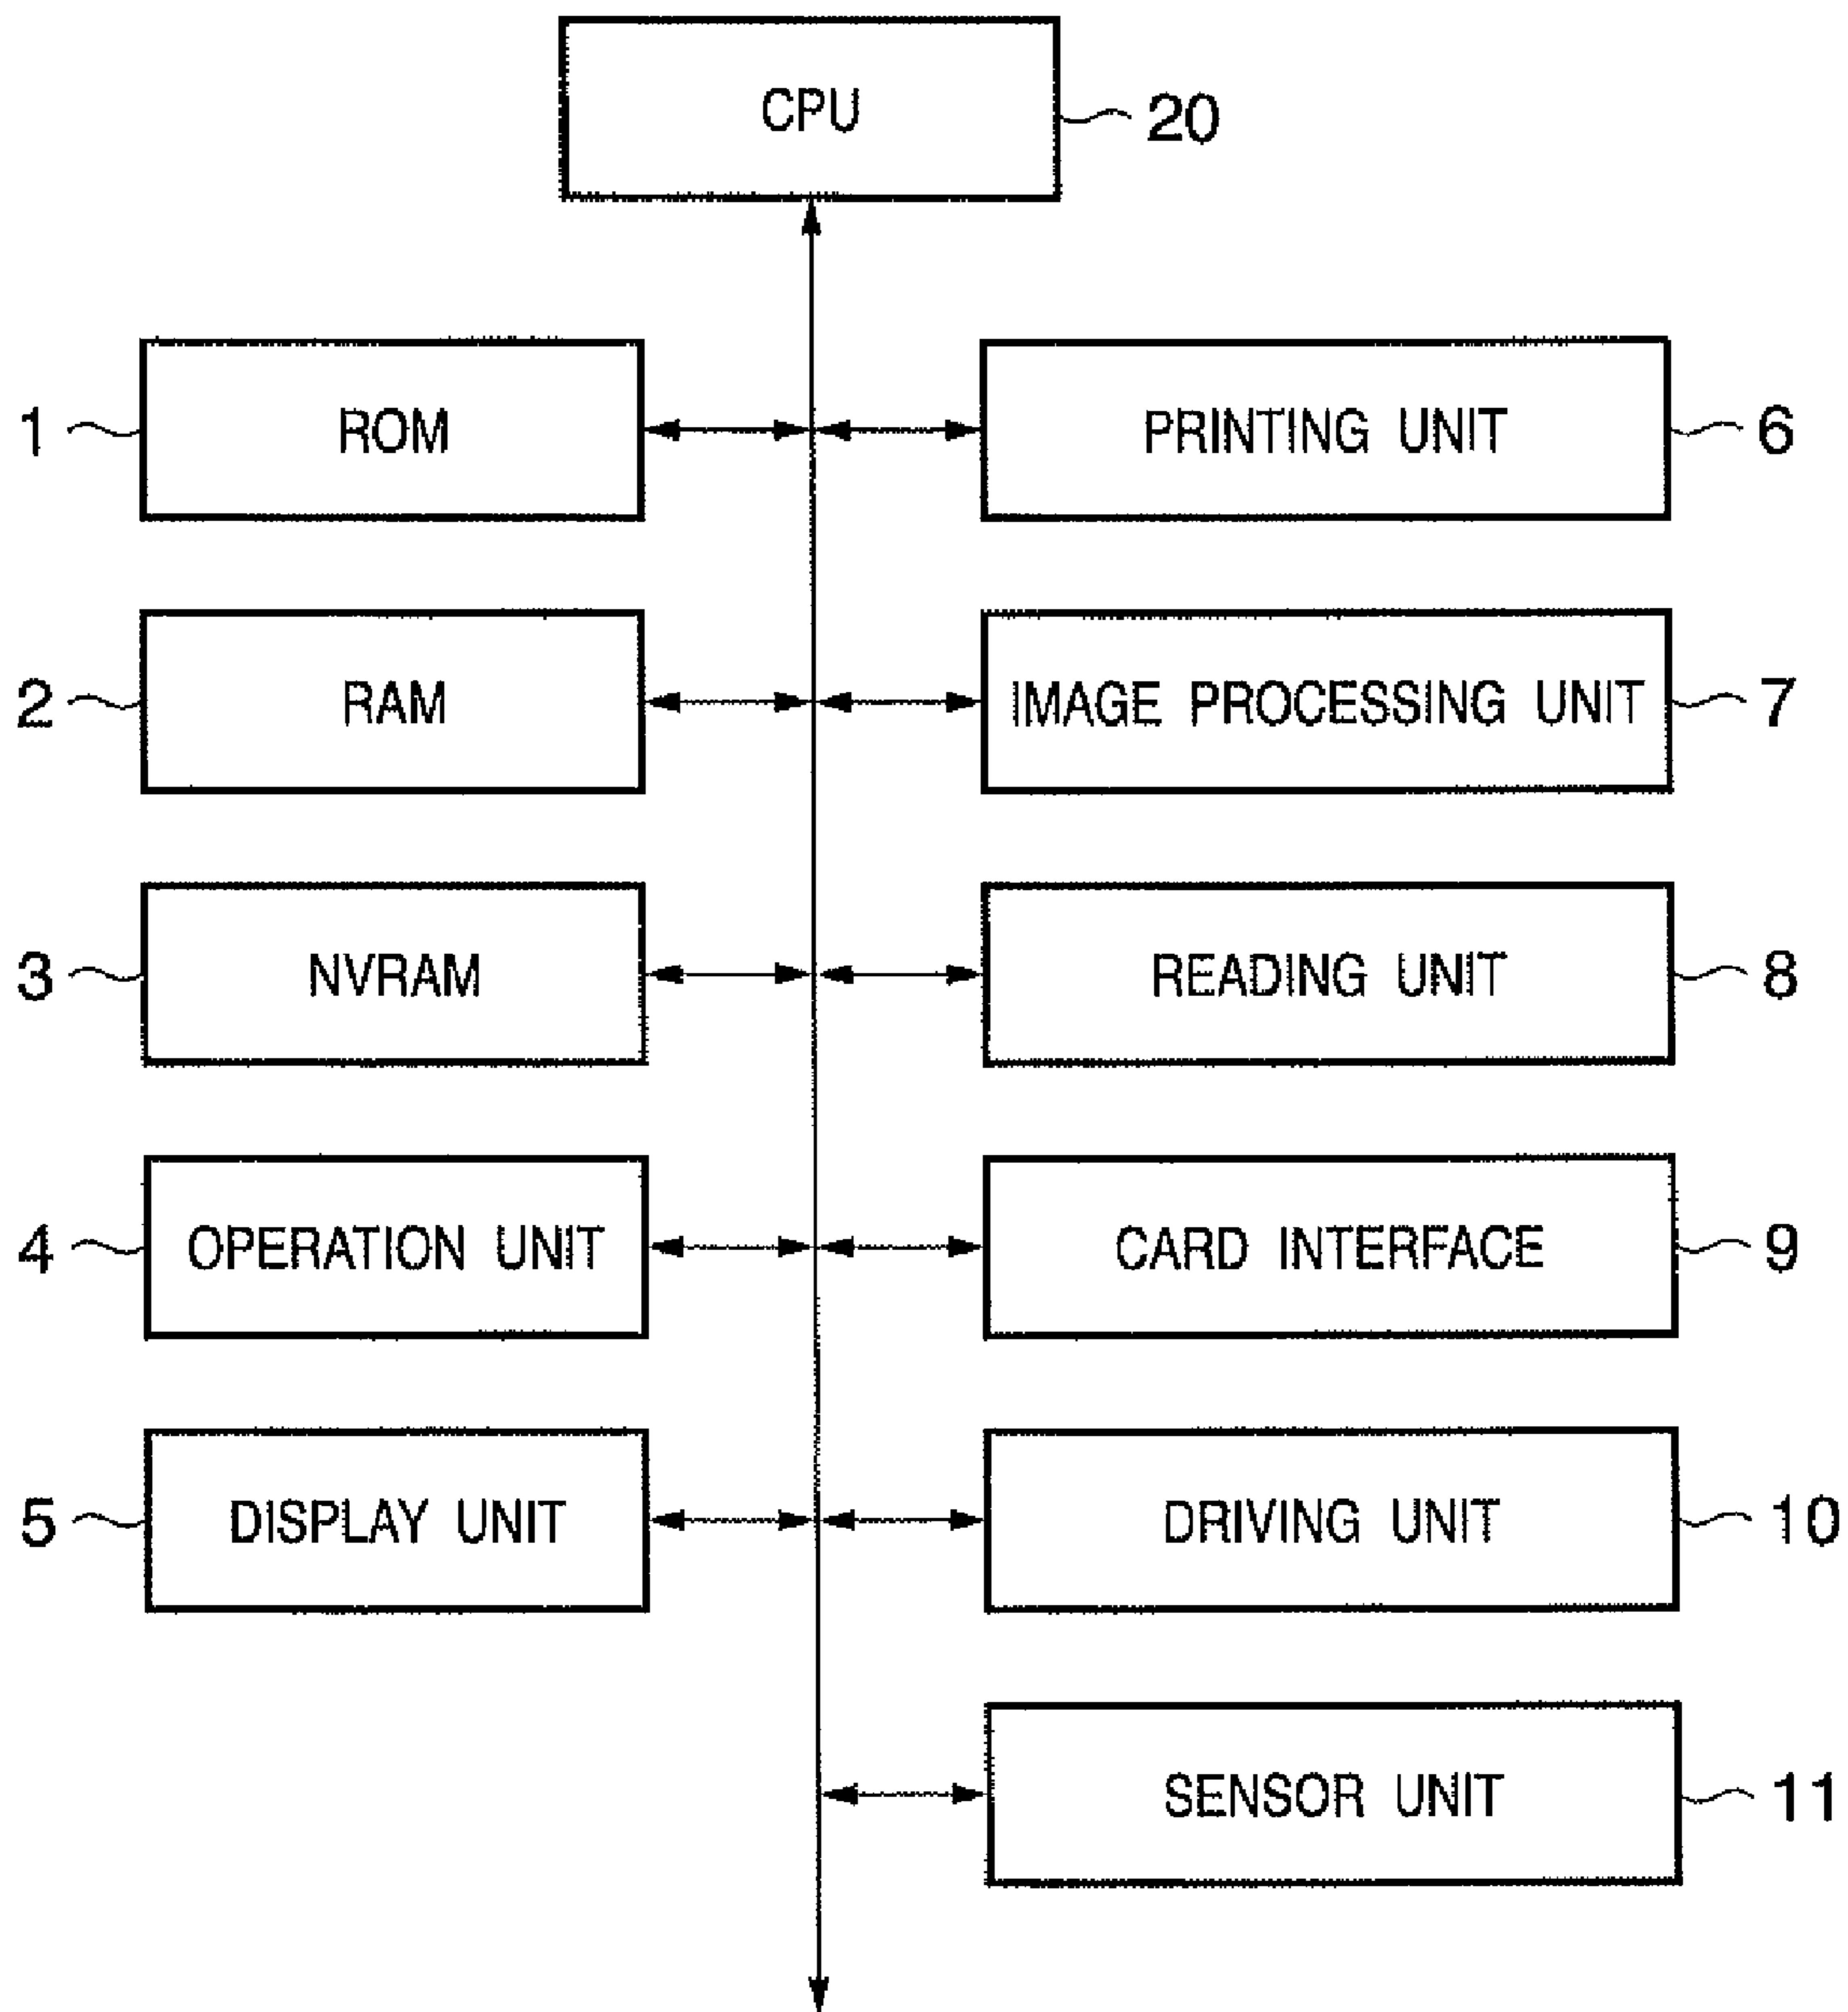 CPU 20
1 ROM
PRINTING UNIT 6
2 RAM
IMAGE PROCESSING UNIT 7
3 NVRAM
READING UNIT 8
4 OPERATION UNIT
CARD INTERFACE 9
5 DISPLAY UNIT
DRIVING UNIT 10
SENSOR UNIT 11